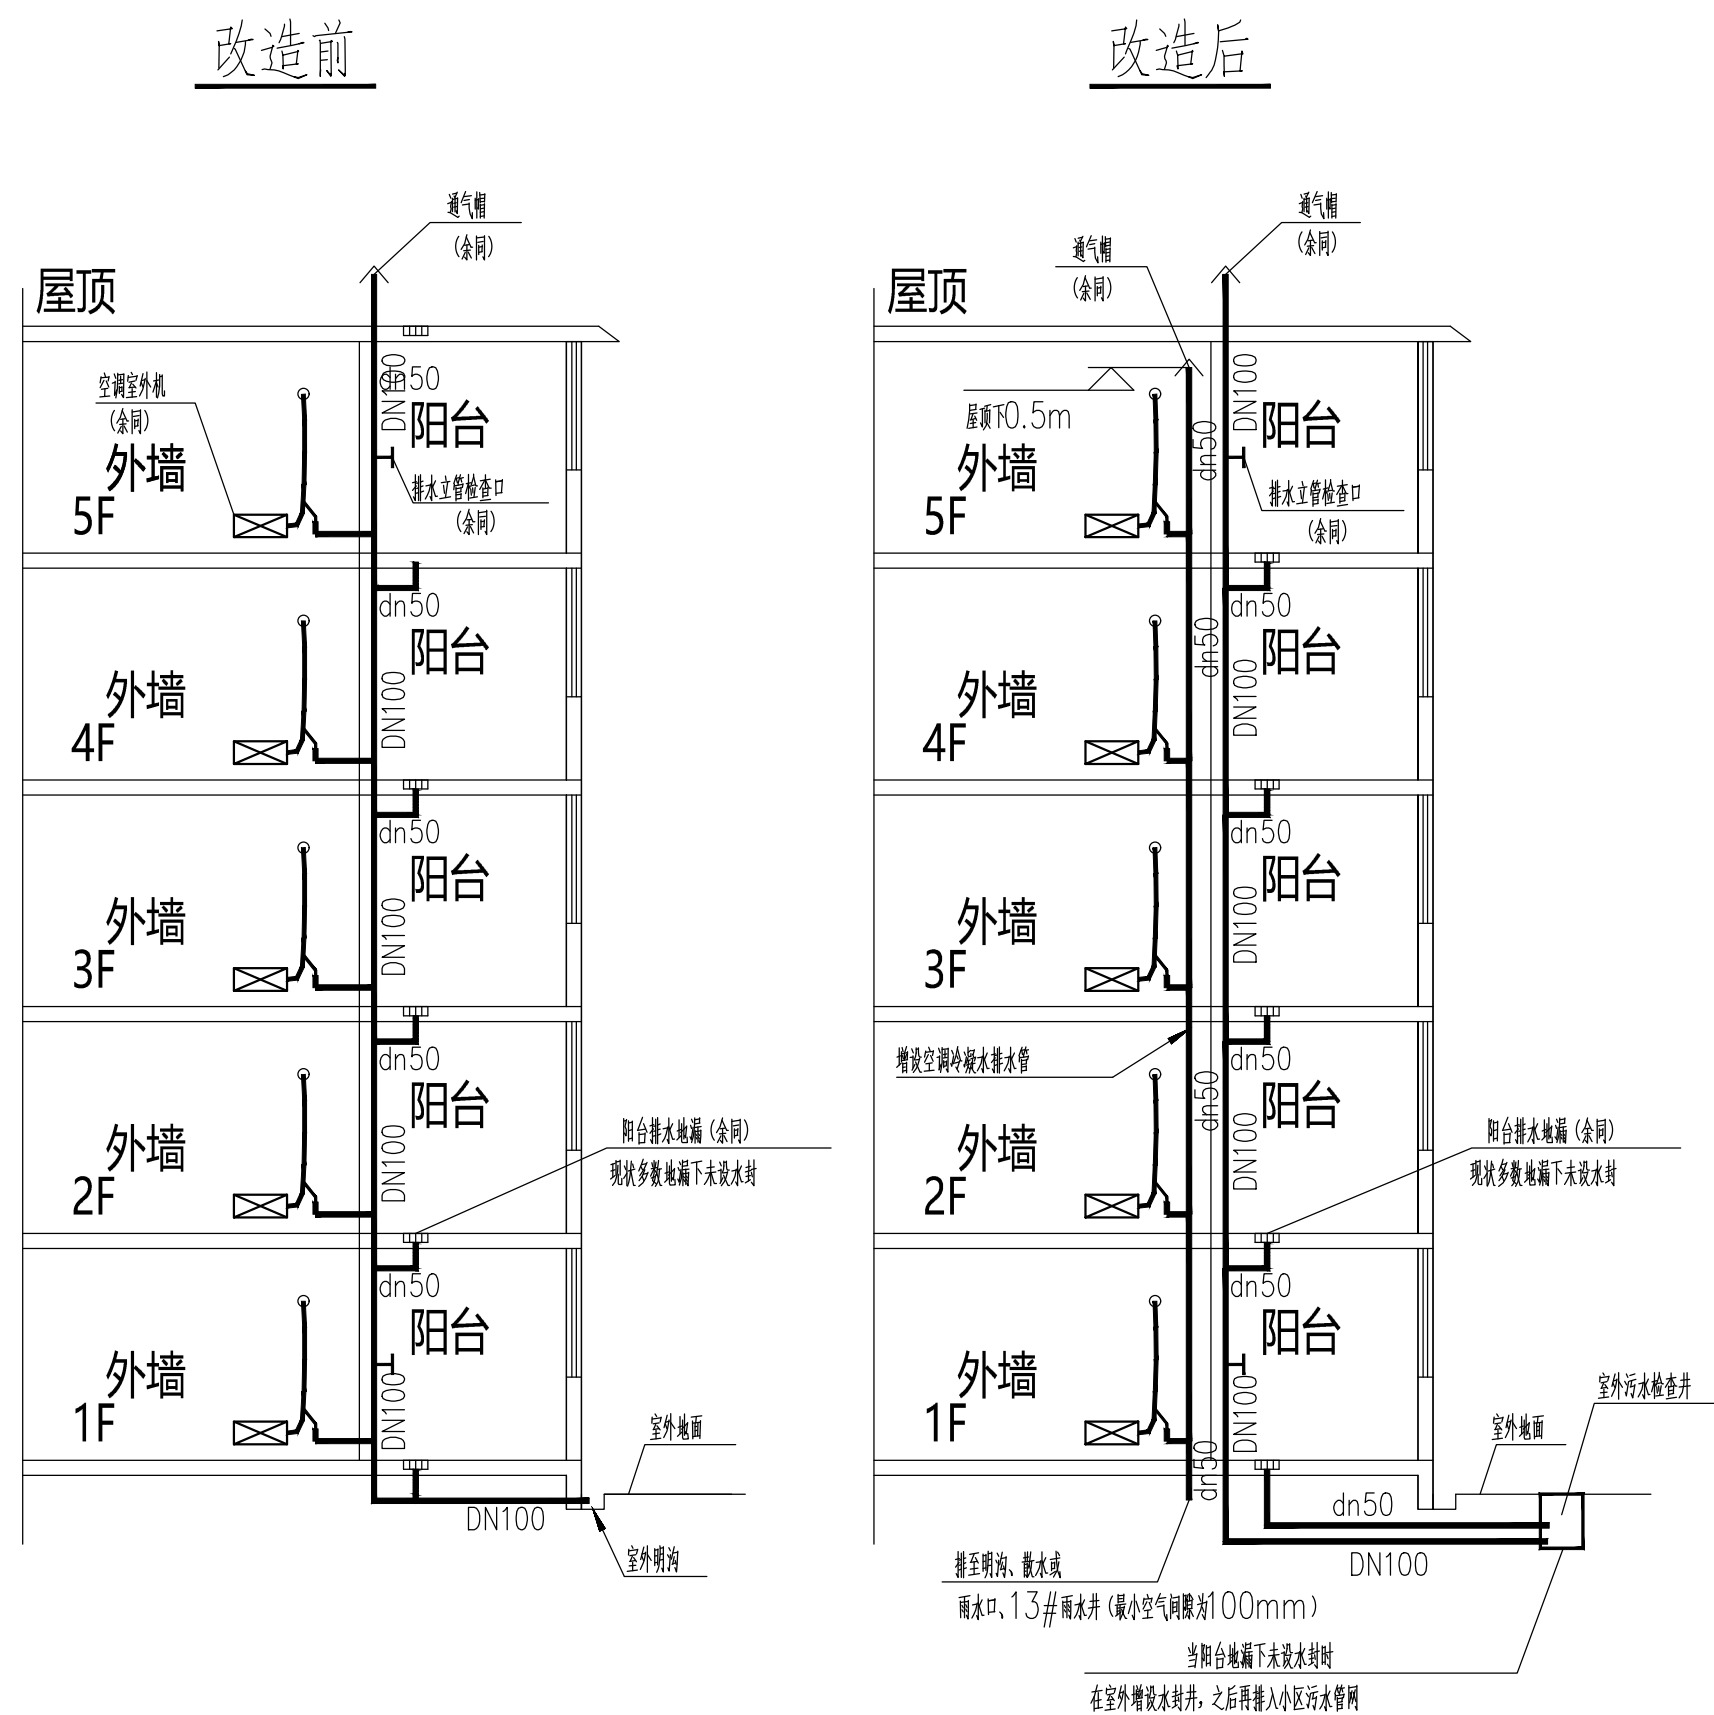 改造前
通气帽
(余同)
屋顶
DN100
dn50
空调室外机
(余同)
阳台
外墙
5F
排水立管检查口
(余同)
dn50
阳台
外墙
DN100
4F
dn50
阳台
外墙
DN100
3F
dn50
阳台
外墙
DN100
2F
阳台排水地漏(余同)
现状多数地漏下未设水封
dn50
阳台
外墙
DN100
1F
室外地面
DN100
室外明沟
改造后
通气帽
(余同)
通气帽
(余同)
屋顶
DN100
屋顶下0.5m
阳台
dn50
外墙
5F
排水立管检查口
(余同)
dn50
dn50
阳台
外墙
DN100
4F
dn50
阳台
外墙
DN100
3F
增设空调冷凝水排水管
dn50
dn50
阳台
外墙
DN100
2F
阳台排水地漏(余同)
现状多数地漏下未设水封
dn50
阳台
外墙
DN100
1F
dn50
室外污水检查井
室外地面
dn50
DN100
排至明沟、散水或
雨水口、13#雨水井(最小空气间隙为100mm)
当阳台地漏下未设水封时
在室外增设水封井，之后再排入小区污水管网